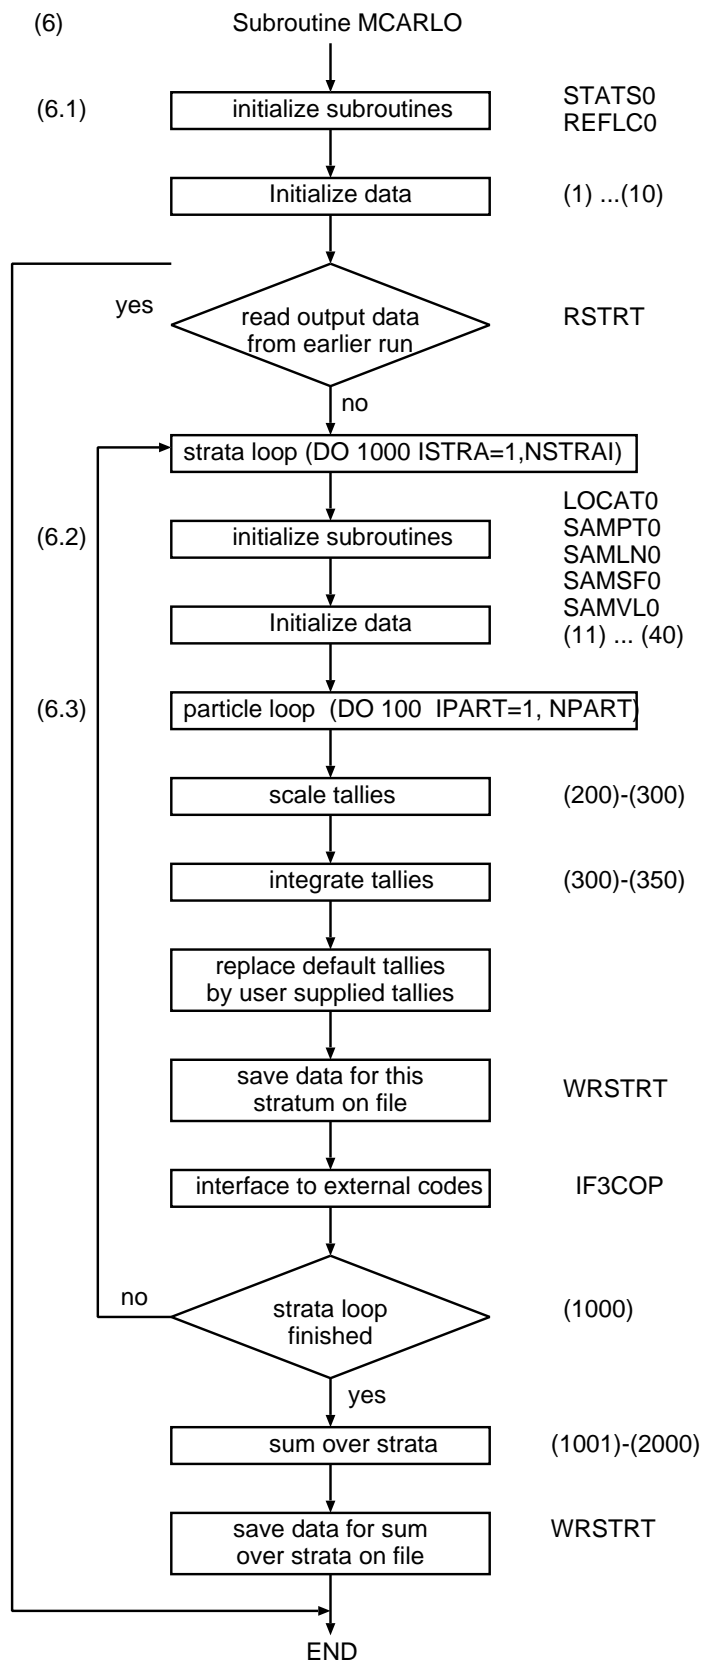 (6) Subroutine MCARLO
(6.1) initialize subroutines STATS0
REFLC0
Initialize data (1) ...(10)
yes
read output data
from earlier run
RSTRT
no
strata loop (DO 1000 ISTRA=1,NSTRAI)
(6.2) initialize subroutines
LOCAT0
SAMPT0
SAMLN0
SAMSF0
SAMVL0
Initialize data (11) ... (40)
(6.3) particle loop (DO 100 IPART=1, NPART)
scale tallies (200)-(300)
integrate tallies (300)-(350)
replace default tallies
by user supplied tallies
save data for this
stratum on file
WRSTRT
interface to external codes IF3COP
no
strata loop
finished
(1000)
yes
sum over strata (1001)-(2000)
save data for sum
over strata on file
WRSTRT
END